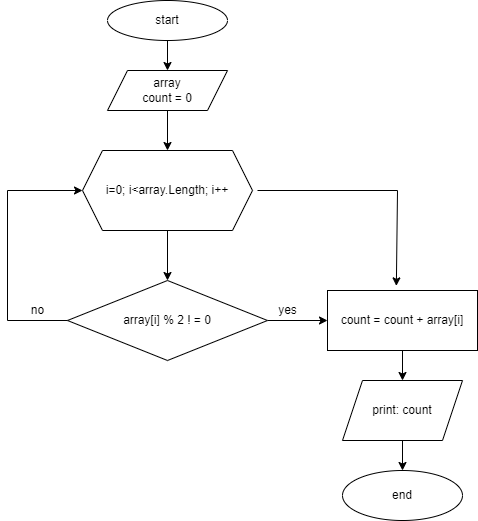 start
array
count = 0
i=0; i<array.Length; i++
no
array[i] % 2 ! = 0
yes
count = count + array[i]
print: count
end